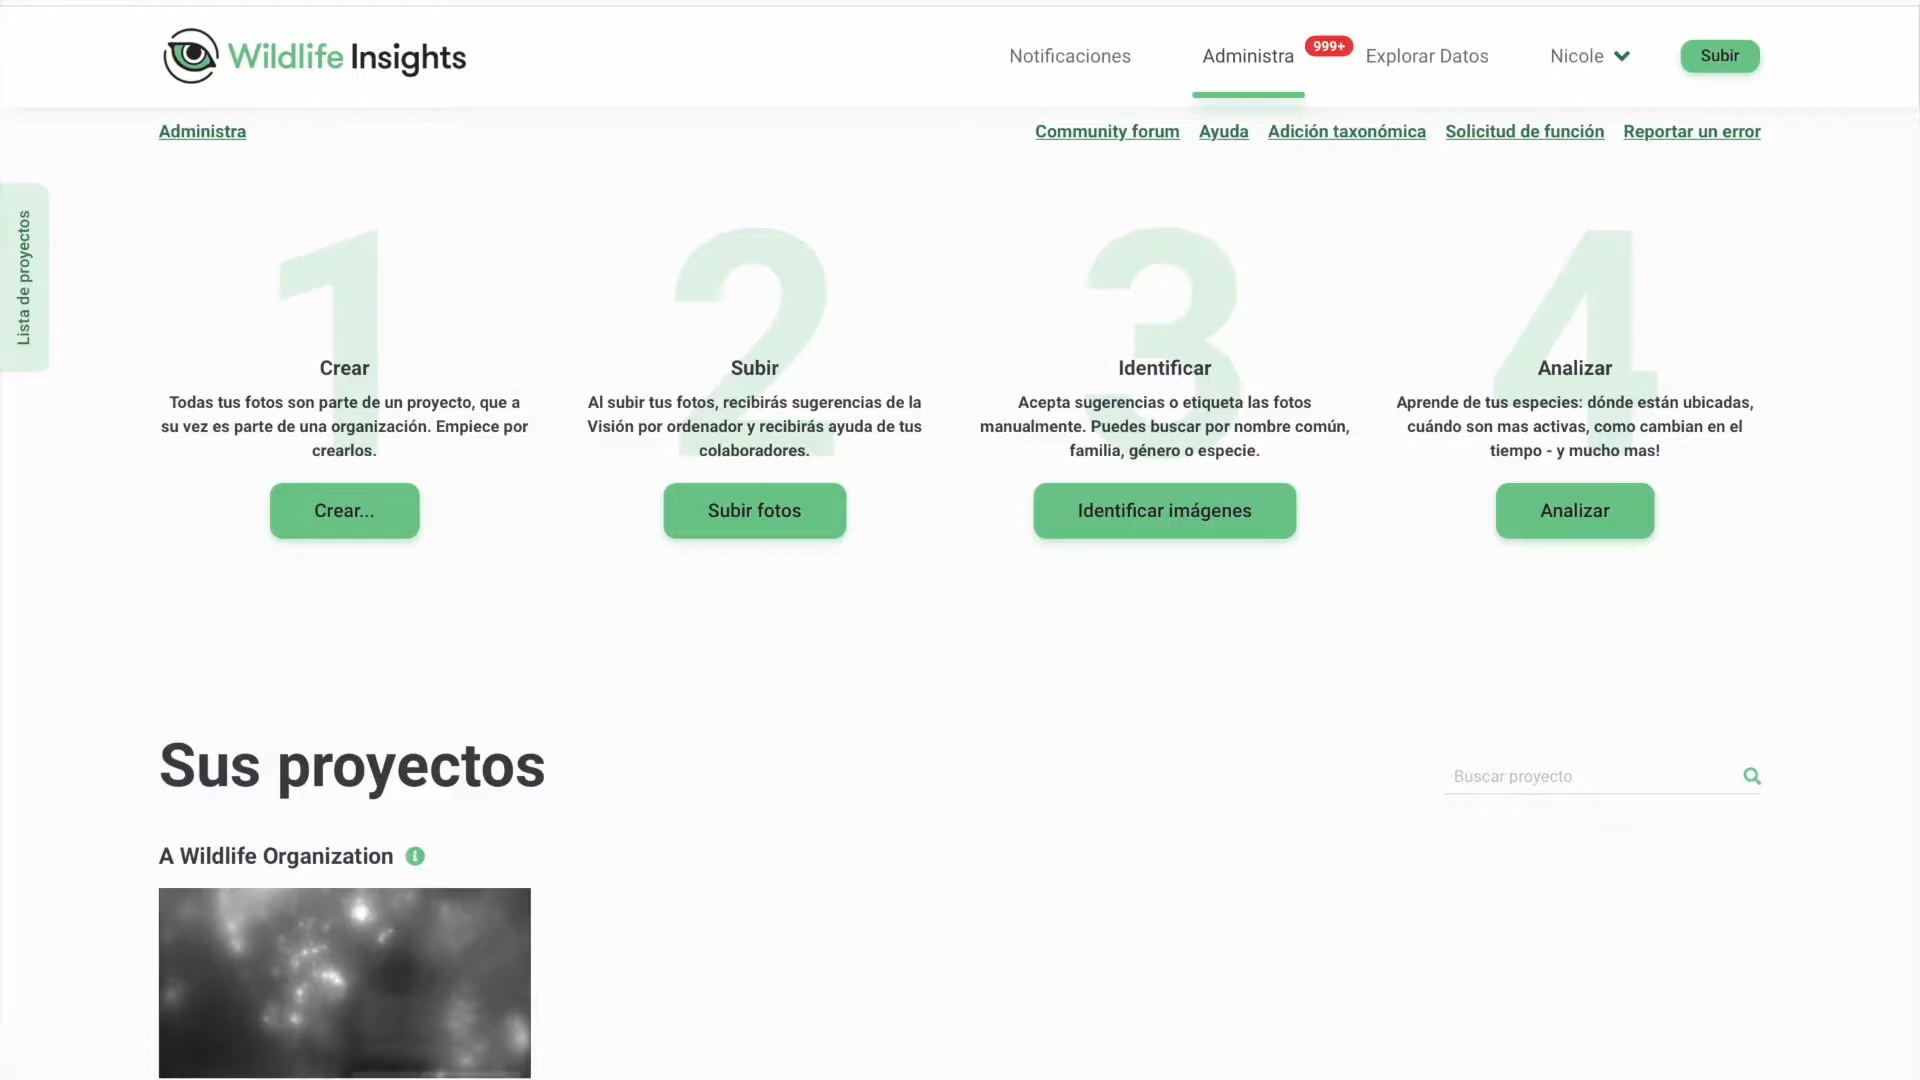 Wildlife Insights
Notificaciones
Administra
999+
Explorar Datos
Nicole
Subir
Administra
Community forum
Ayuda
Adición taxonómica
Solicitud de función
Reportar un error
Lista de proyectos
1
Crear
Todas tus fotos son parte de un proyecto, que a
su vez es parte de una organización. Empiece por
crearlos.
Crear...
2
Subir
Al subir tus fotos, recibirás sugerencias de la
Visión por ordenador y recibirás ayuda de tus
colaboradores.
Subir fotos
3
Identificar
Acepta sugerencias o etiqueta las fotos
manualmente. Puedes buscar por nombre común,
familia, género o especie.
Identificar imágenes
4
Analizar
Aprende de tus especies: dónde están ubicadas,
cuándo son mas activas, como cambian en el
tiempo - y mucho mas!
Analizar
Sus proyectos
Buscar proyecto
A Wildlife Organization